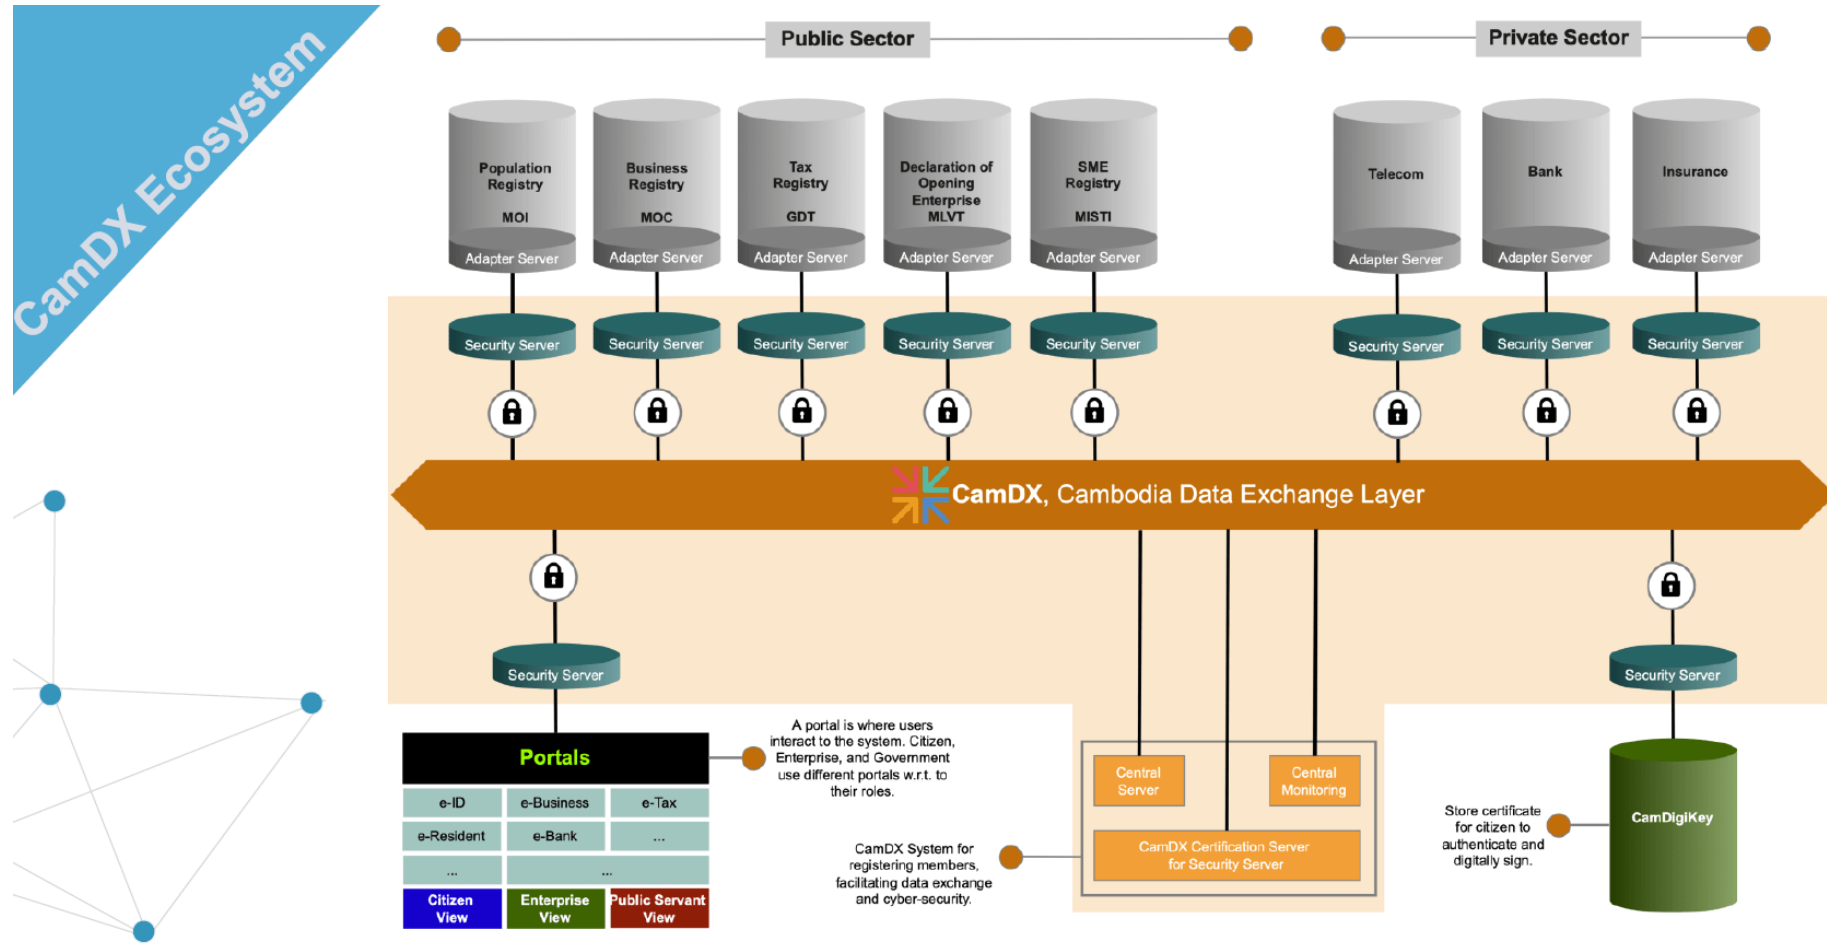 CamDX Ecosystem
Public Sector
Private Sector
Population
Registry
MOI
Adapter Server
Business
Registry
MOC
Adapter Server
Tax
Registry
GDT
Adapter Server
Declaration of
Opening
Enterprise
MLVT
Adapter Server
SME
Registry
MISTI
Adapter Server
Telecom
Adapter Server
Bank
Adapter Server
Insurance
Adapter Server
Security Server
Security Server
Security Server
Security Server
Security Server
Security Server
Security Server
Security Server
CamDX, Cambodia Data Exchange Layer
Security Server
Security Server
Portals
e-ID
e-Business
e-Tax
e-Resident
e-Bank
...
...
...
Citizen
View
Enterprise
View
Public Servant
View
A portal is where users
interact to the system. Citizen,
Enterprise, and Government
use different portals w.r.t. to
their roles.
CamDX System for
registering members,
facilitating data exchange
and cyber-security.
Central
Server
Central
Monitoring
CamDX Certification Server
for Security Server
Store certificate
for citizen to
authenticate and
digitally sign.
CamDigiKey